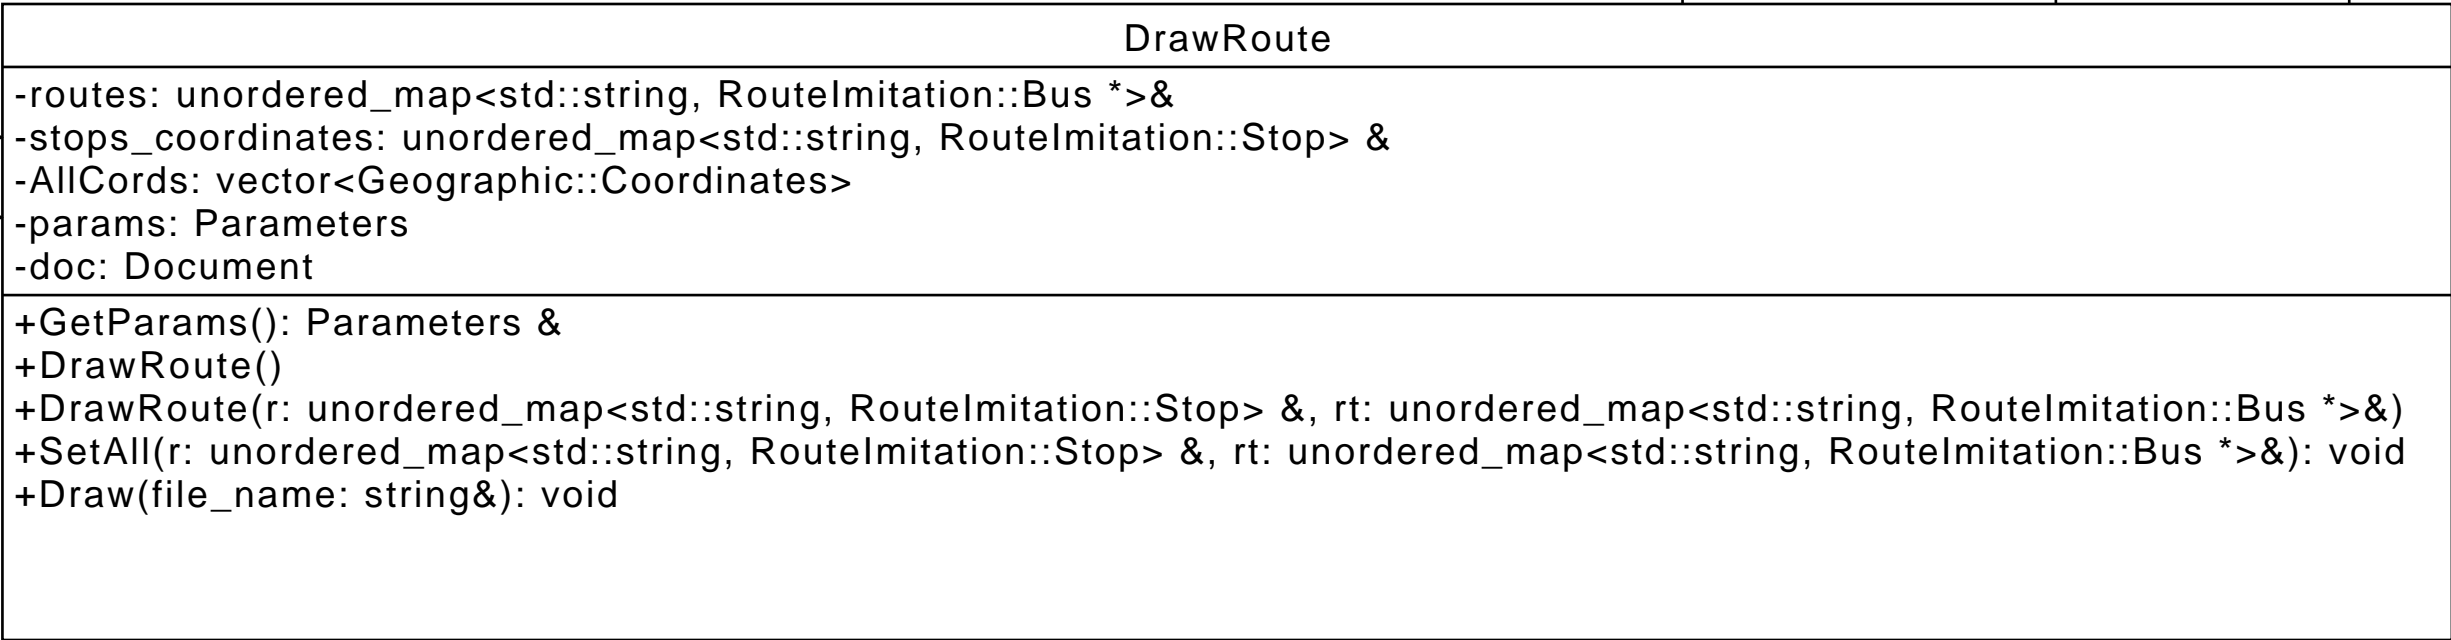 DrawRoute
-routes: unordered_map<std::string, RouteImitation::Bus *>&
-stops_coordinates: unordered_map<std::string, RouteImitation::Stop> &
-AllCords: vector<Geographic::Coordinates>
-params: Parameters
-doc: Document
+GetParams(): Parameters &
+DrawRoute()
+DrawRoute(r: unordered_map<std::string, RouteImitation::Stop> &, rt: unordered_map<std::string, RouteImitation::Bus *>&)
+SetAll(r: unordered_map<std::string, RouteImitation::Stop> &, rt: unordered_map<std::string, RouteImitation::Bus *>&): void
+Draw(file_name: string&): void